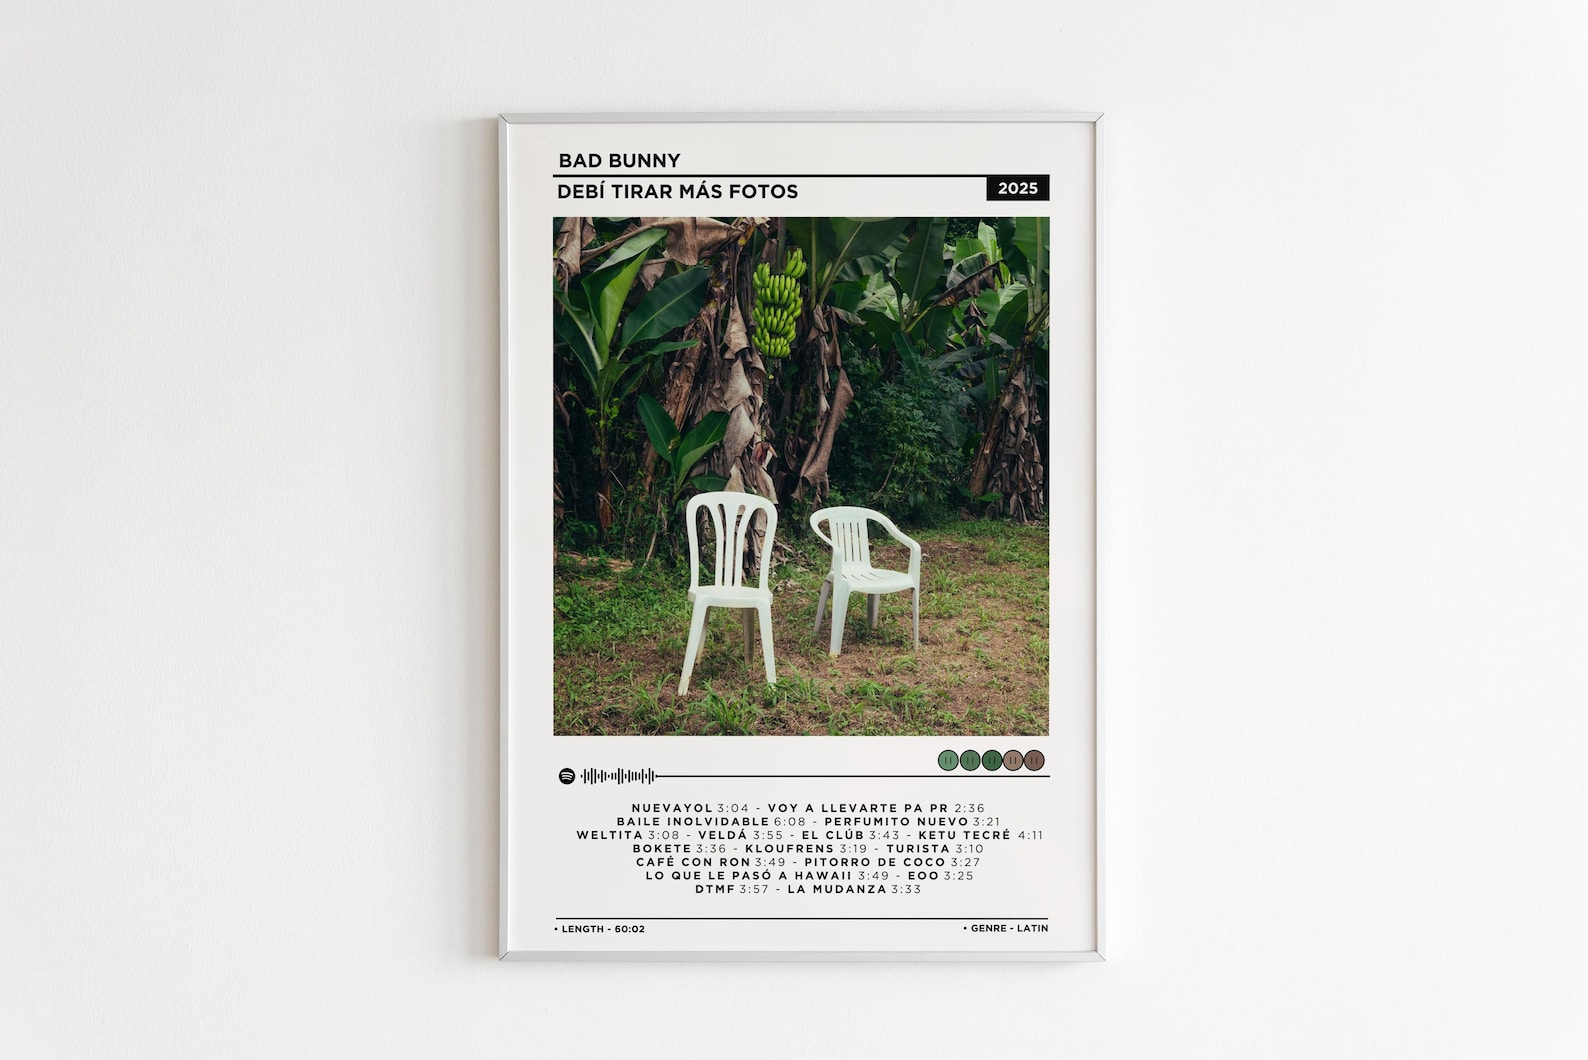 BAD BUNNY
DEBÍ TIRAR MÁS FOTOS
2025
NUEVAYOL 3:04 - VOY A LLEVARTE PA PR 2:36
BAILE INOLVIDABLE 6:08 - PERFUMITO NUEVO 3:21
WELTITA 3:08 - VELDÁ 3:55 - EL CLÚB 3:43 - KETU TECRÉ 4:11
BOKETE 3:36 - KLOUFRENS 3:19 - TURISTA 3:10
CAFÉ CON RON 3:49 - PITORRO DE COCO 3:27
LO QUE LE PASÓ A HAWAII 3:49 - EOO 3:25
DTMF 3:57 - LA MUDANZA 3:33
• LENGTH - 60:02
• GENRE - LATIN